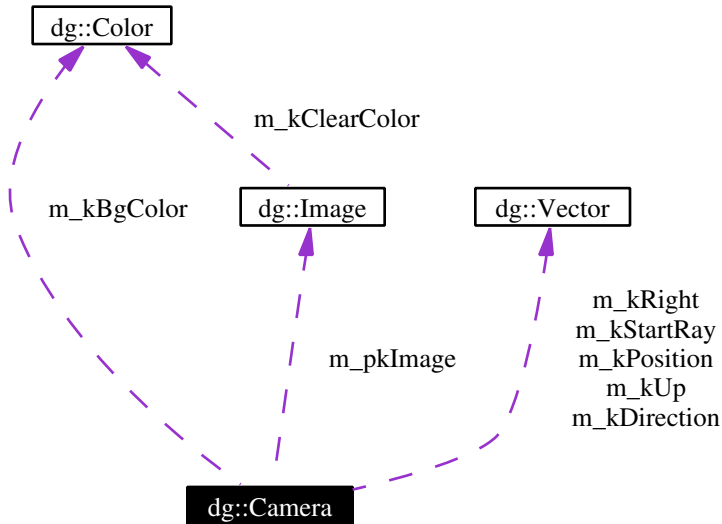 dg::Color
m_kClearColor
m_kBgColor
dg::Image
dg::Vector
m_kRight
m_kStartRay
m_kPosition
m_kUp
m_kDirection
m_pkImage
dg::Camera